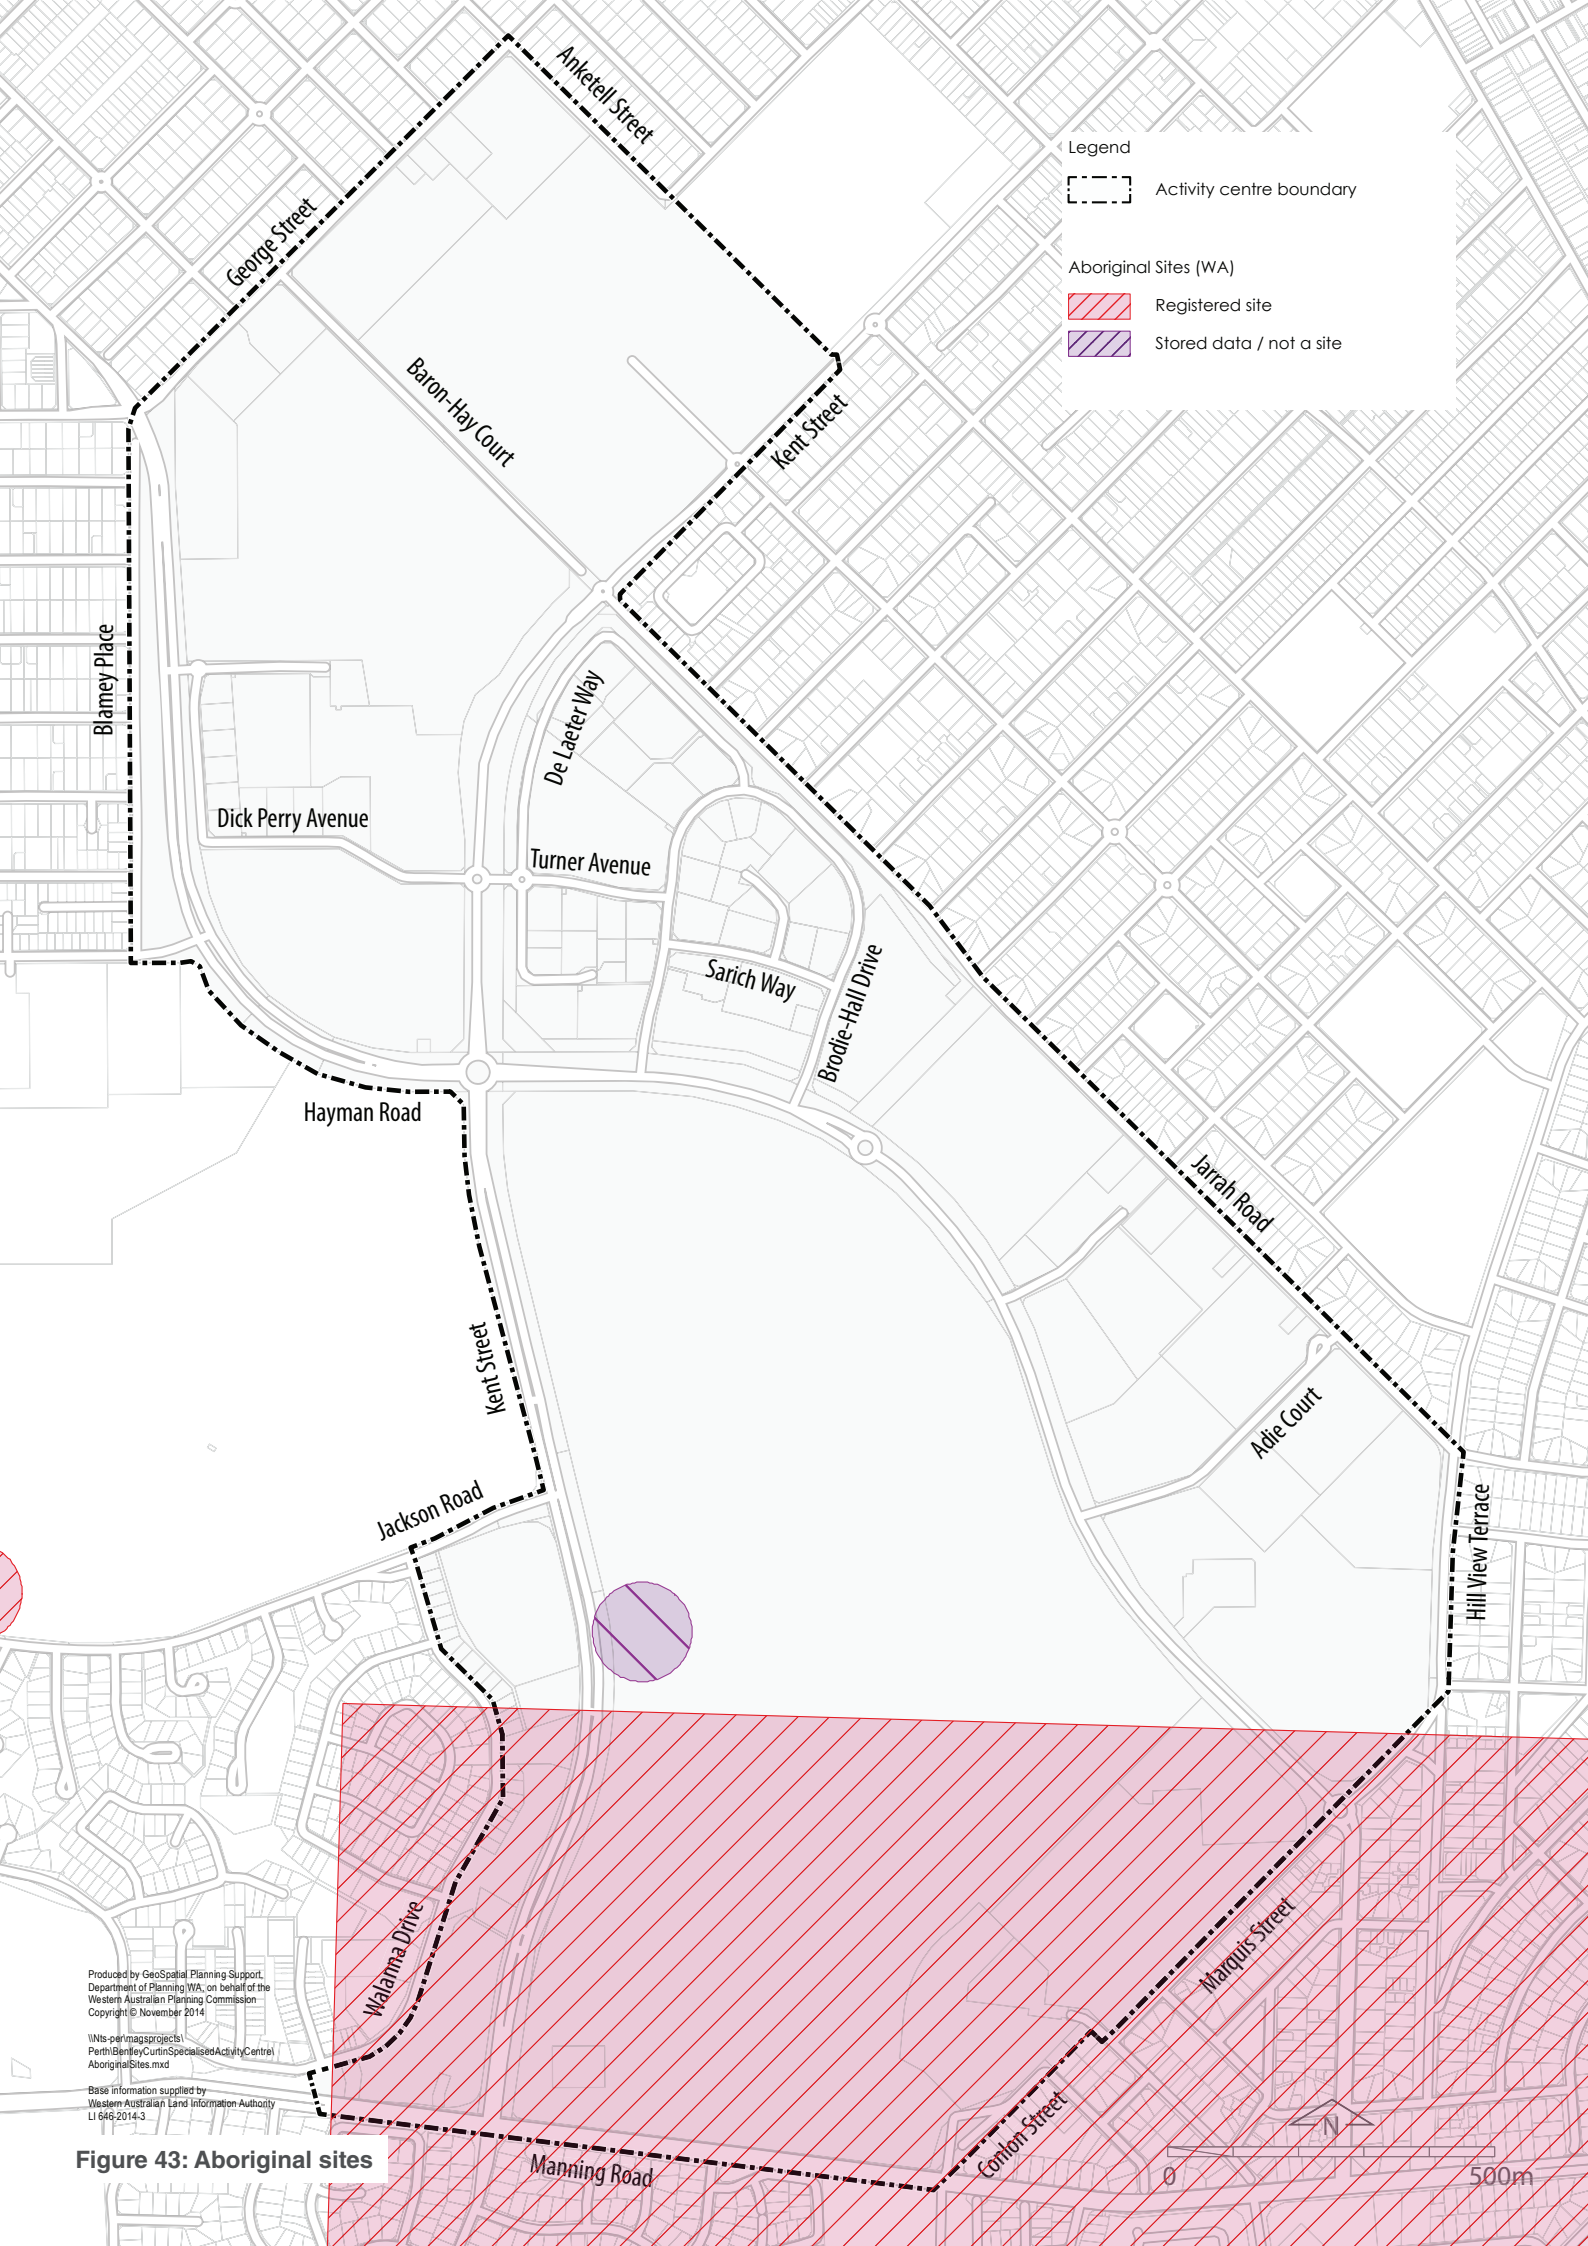 Anketell Street
Legend
Activity centre boundary
George Street
Aboriginal Sites (WA)
Registered site
Stored data / not a site
Baron-Hay Court
Kent Street
Blamey Place
De Laeter Way
Dick Perry Avenue
Turner Avenue
Sarich Way
Brodie-Hall Drive
Hayman Road
Jarrah Road
Kent Street
Adie Court
Jackson Road
Hill View Terrace
Walanna Drive
Marquis Street
Produced by GeoSpatial Planning Support,
Department of Planning WA, on behalf of the
Western Australian Planning Commission
Copyright © November 2014
\\Nts-per\magsprojects\
Perth\BentleyCurtinSpecialisedActivityCentre\
AboriginalSites.mxd
Base information supplied by
Western Australian Land Information Authority
LI 646-2014-3
Conlon Street
N
Figure 43: Aboriginal sites
Manning Road
0 500m